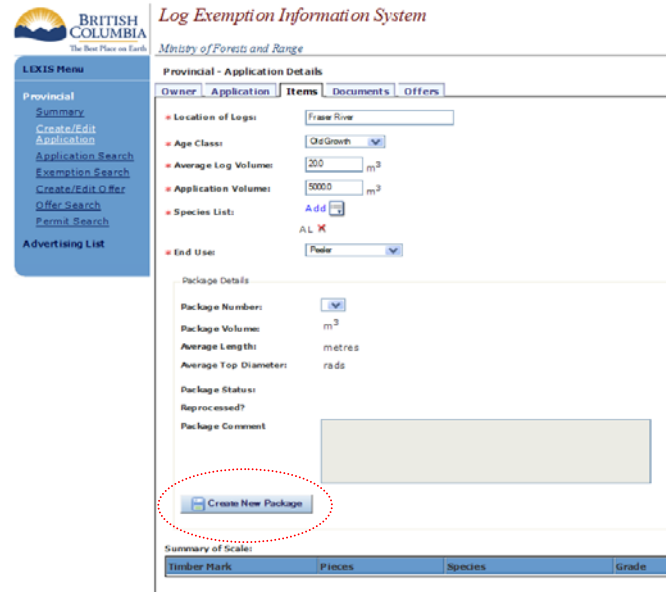 BRITISH
COLUMBIA
The Best Place on Earth
Log Exemption Information System
Ministry of Forests and Range
LEXIS Menu
Provincial
Summary
Create/Edit
Application
Application Search
Exemption Search
Create/Edit Offer
Offer Search
Permit Search
Advertising List
Provincial - Application Details
Owner Application Items Documents Offers
* Location of Logs: Fraser River
* Age Class: Old Growth
* Average Log Volume: 20.0 m3
* Application Volume: 5000.0 m3
* Species List: Add
AL
* End Use: Peeler
Package Details
Package Number:
Package Volume: m3
Average Length: metres
Average Top Diameter: rads
Package Status:
Reprocessed?
Package Comment
Create New Package
Summary of Scale:
Timber Mark Pieces Species Grade